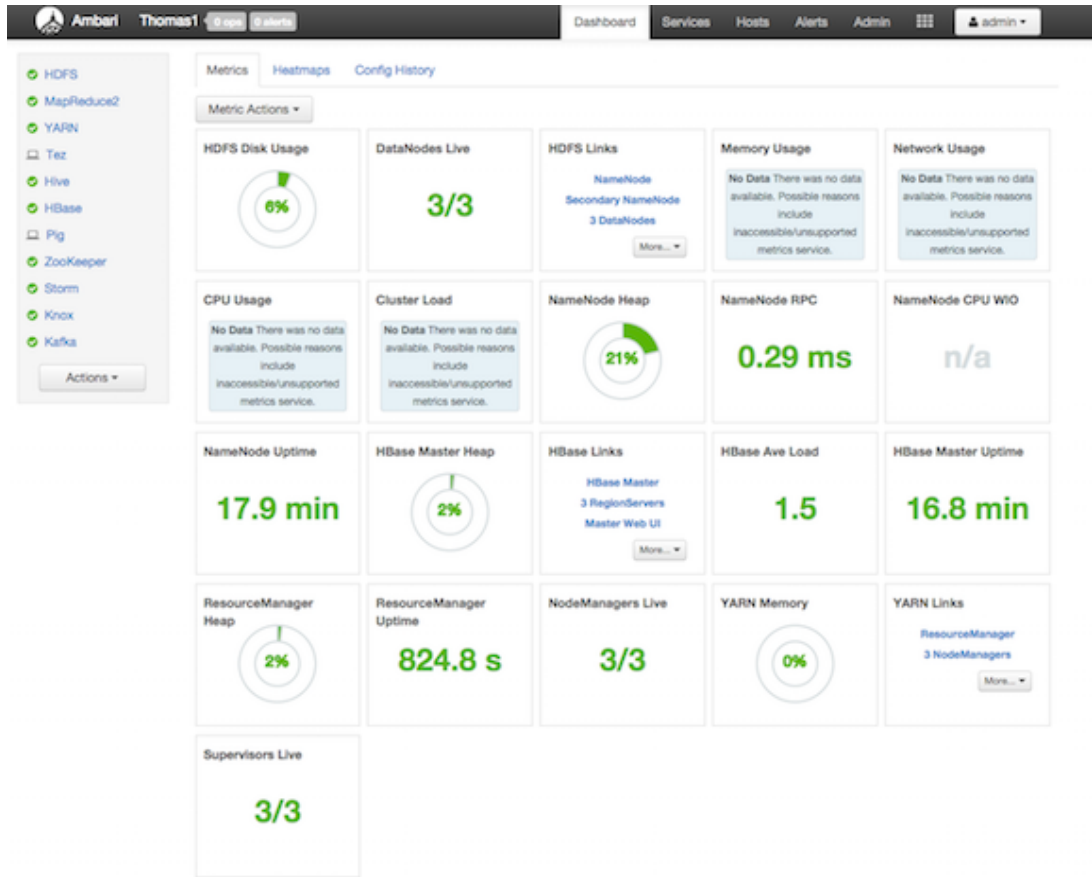 Ambari Thomas1 0 ops 0 alerts Dashboard Services Hosts Alerts Admin admin
HDFS
MapReduce2
YARN
Tez
Hive
HBase
Pig
ZooKeeper
Storm
Knox
Kafka
Actions
Metrics Heatmaps Config History
Metric Actions
HDFS Disk Usage
6%
DataNodes Live
3/3
HDFS Links
NameNode
Secondary NameNode
3 DataNodes
More...
Memory Usage
No Data There was no data
available. Possible reasons
include
inaccessible/unsupported
metrics service.
Network Usage
No Data There was no data
available. Possible reasons
include
inaccessible/unsupported
metrics service.
CPU Usage
No Data There was no data
available. Possible reasons
include
inaccessible/unsupported
metrics service.
Cluster Load
No Data There was no data
available. Possible reasons
include
inaccessible/unsupported
metrics service.
NameNode Heap
21%
NameNode RPC
0.29 ms
NameNode CPU WIO
n/a
NameNode Uptime
17.9 min
HBase Master Heap
2%
HBase Links
HBase Master
3 RegionServers
Master Web UI
More...
HBase Ave Load
1.5
HBase Master Uptime
16.8 min
ResourceManager
Heap
2%
ResourceManager
Uptime
824.8 s
NodeManagers Live
3/3
YARN Memory
0%
YARN Links
ResourceManager
3 NodeManagers
More...
Supervisors Live
3/3